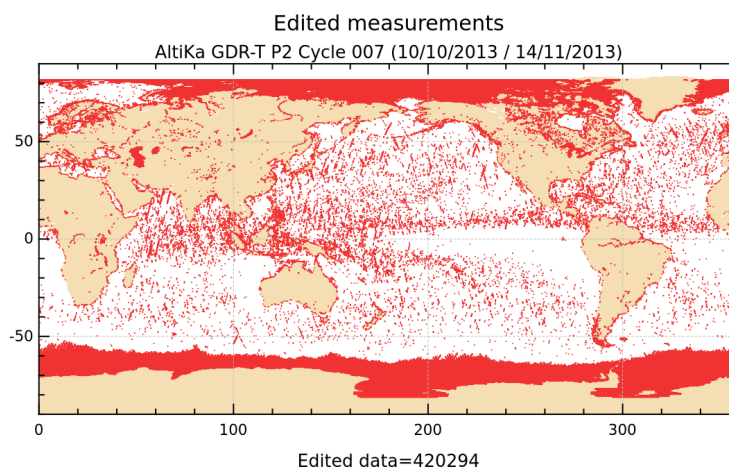 Edited measurements
AltiKa GDR-T P2 Cycle 007 (10/10/2013 / 14/11/2013)
50
0
-50
0 100 200 300
Edited data=420294